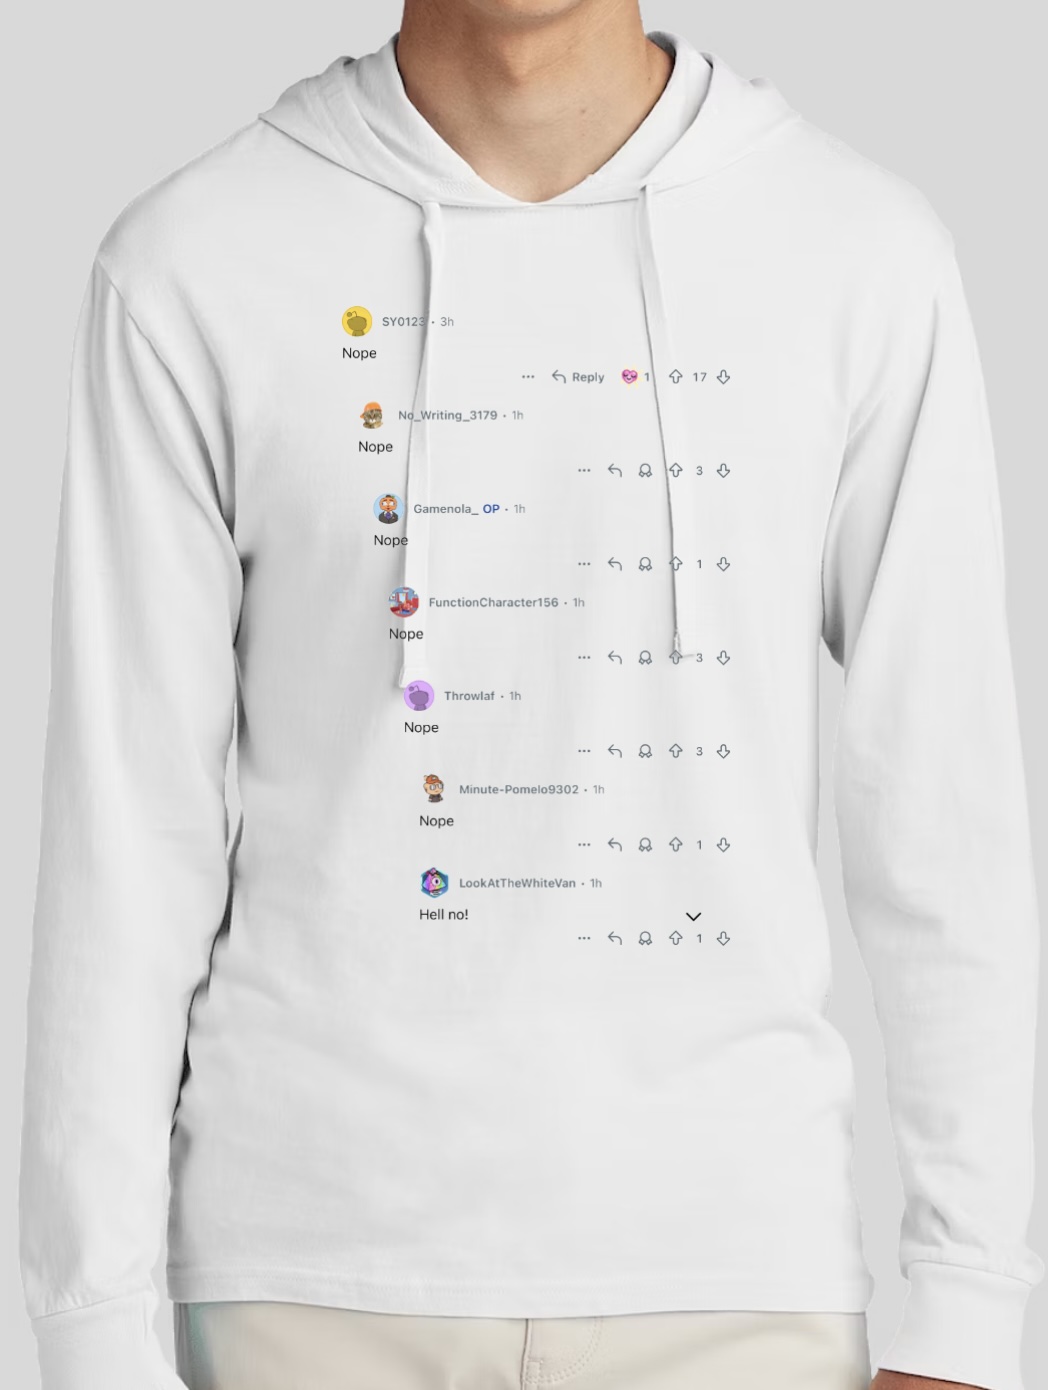 SY0123 • 3h
Nope
Reply 1 17
No_Writing_3179 • 1h
Nope
3
Gamenola_ OP • 1h
Nope
1
FunctionCharacter156 • 1h
Nope
3
Throwlaf • 1h
Nope
3
Minute-Pomelo9302 • 1h
Nope
1
LookAtTheWhiteVan • 1h
Hell no!
1